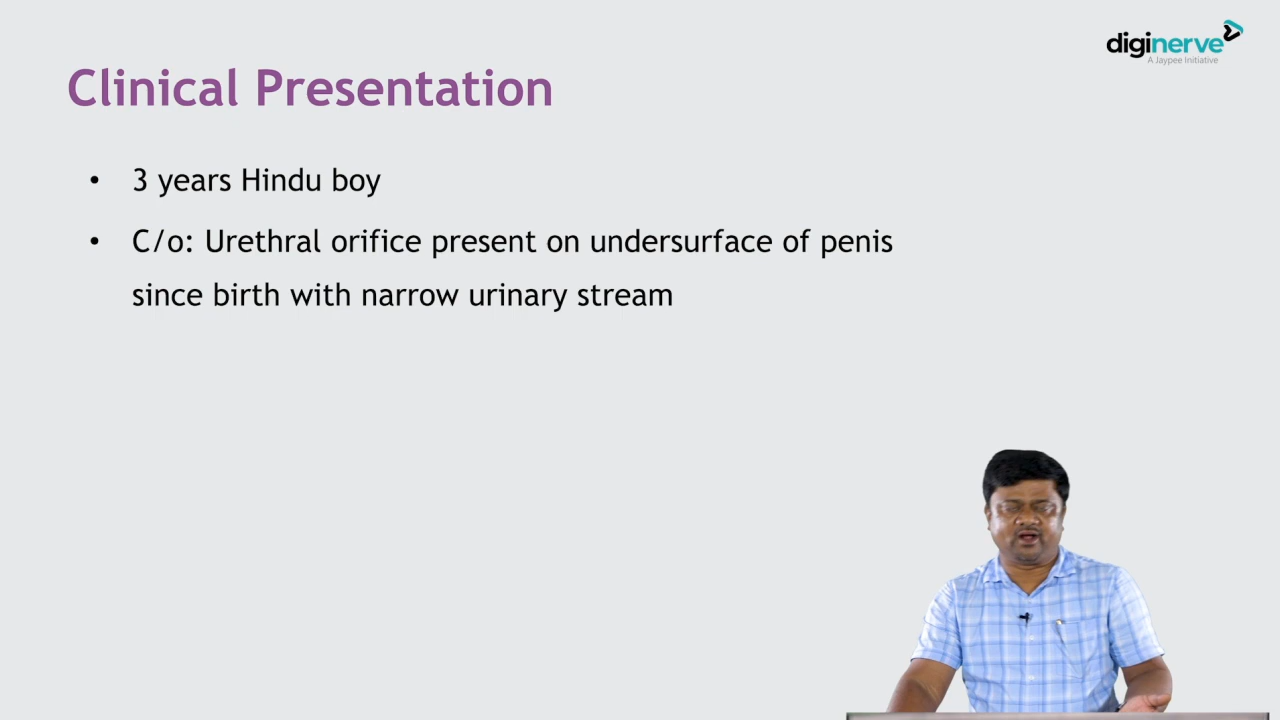 diginerve
A Jaypee Initiative
Clinical Presentation
• 3 years Hindu boy
• C/o: Urethral orifice present on undersurface of penis
since birth with narrow urinary stream